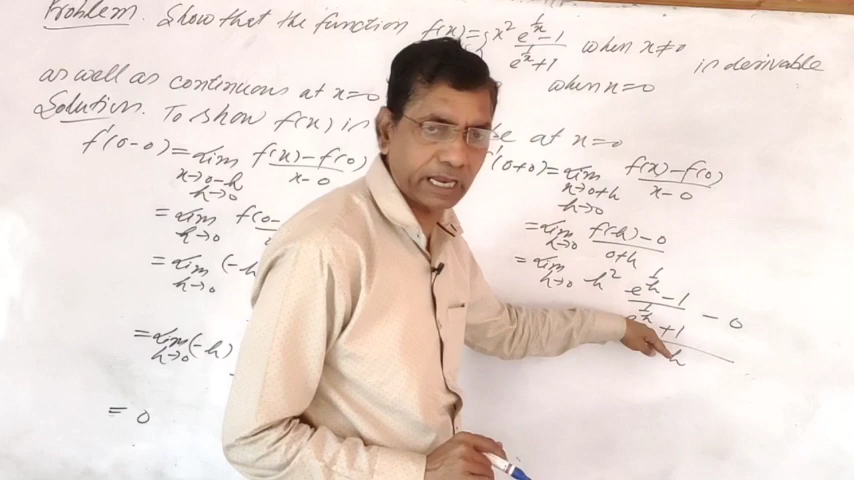 Problem. Show that the function f(x)={ x² (e^(1/x)-1)/(e^(1/x)+1) when x≠0
when x=0
is derivable
as well as continuous at x=0
Solution. To show f(x) is be at x=0
f'(0-0)=Lim x→0-h h→0 (f(x)-f(0))/(x-0)
=Lim h→0 f(0-
=Lim h→0 (-h
=Lim h→0 (-h)
= 0
f'(0+0)=Lim x→0+h h→0 (f(x)-f(0))/(x-0)
=Lim h→0 (f(h)-0)/(0+h)
=Lim h→0 (h² (e^(1/h)-1)/(e^(1/h)+1) - 0)/h